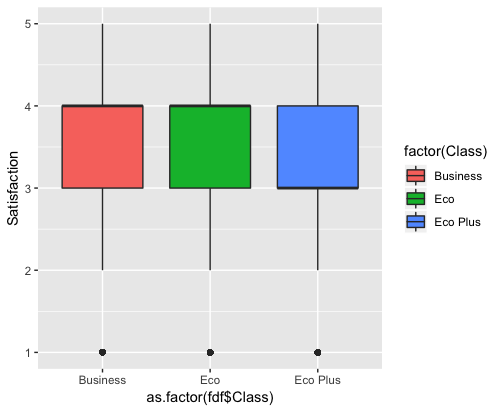 5
4
3
2
1
Satisfaction
Business
Eco
Eco Plus
as.factor(fdf$Class)
factor(Class)
Business
Eco
Eco Plus